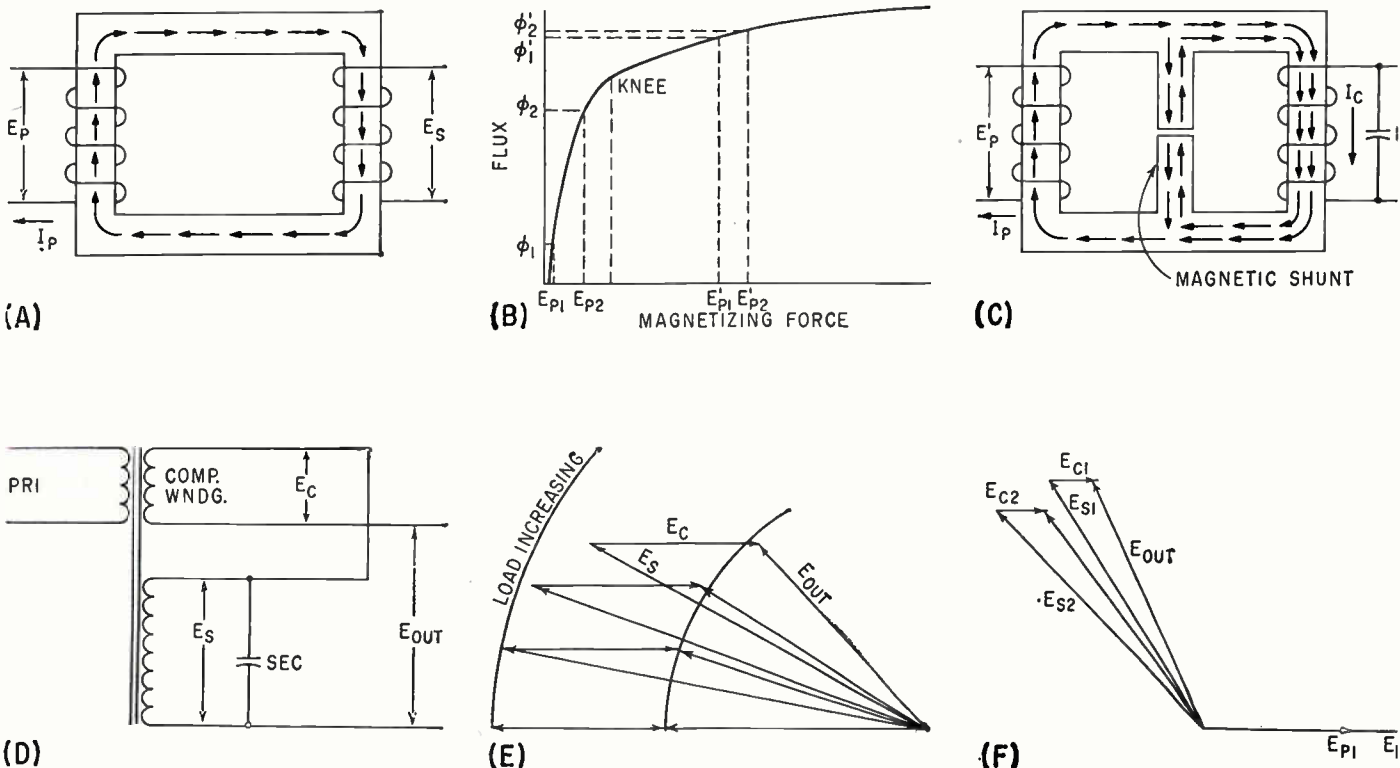 E_P
I_P
E_S
(A)
FLUX
ϕ'_2
ϕ'_1
ϕ_2
ϕ_1
KNEE
E_P1 E_P2 E'_P1 E'_P2
MAGNETIZING FORCE
(B)
E'_P
I_P
I_C
MAGNETIC SHUNT
(C)
PRI
COMP.
WNDG.
E_C
E_S
SEC
E_OUT
(D)
LOAD INCREASING
E_C
E_S
E_OUT
(E)
E_C1
E_C2
E_S1
E_OUT
E_S2
E_P1
(F)